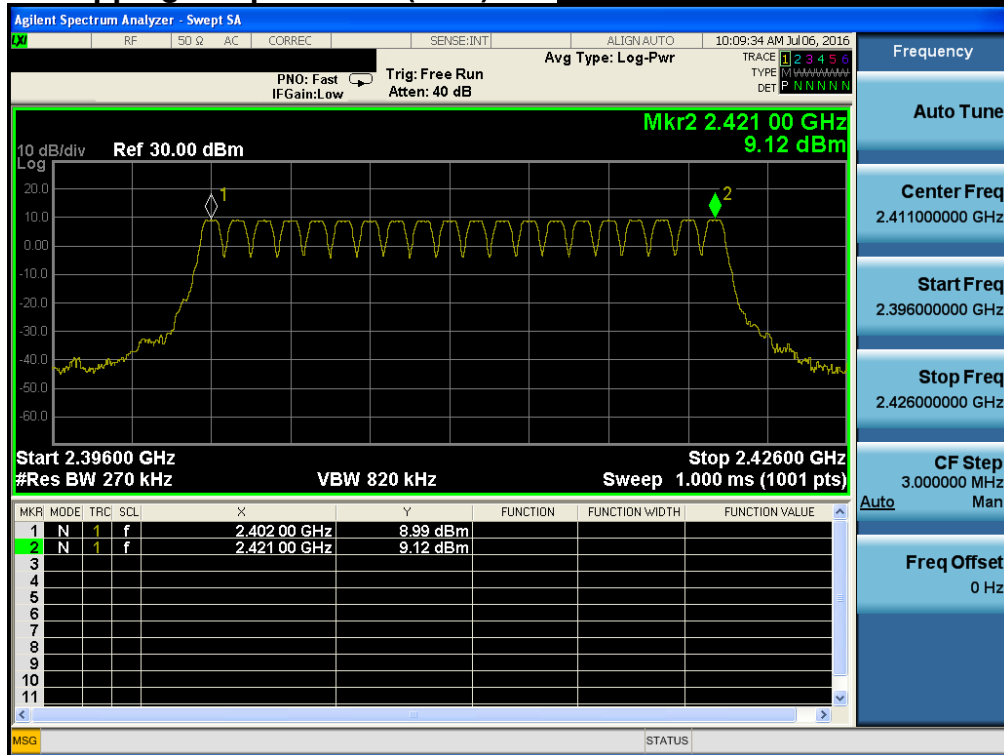 Agilent Spectrum Analyzer - Swept SA
LXI RF 50 Ω AC CORREC SENSE:INT ALIGN AUTO 10:09:34 AM Jul 06, 2016
Avg Type: Log-Pwr TRACE 1 2 3 4 5 6
PNO: Fast Trig: Free Run TYPE M WWWWW
IFGain:Low Atten: 40 dB DET P N N N N N
Mkr2 2.421 00 GHz
9.12 dBm
10 dB/div Ref 30.00 dBm
Log
1
2
20.0
10.0
0.00
-10.0
-20.0
-30.0
-40.0
-50.0
-60.0
Start 2.39600 GHz Stop 2.42600 GHz
#Res BW 270 kHz VBW 820 kHz Sweep 1.000 ms (1001 pts)
MKR MODE TRC SCL X Y FUNCTION FUNCTION WIDTH FUNCTION VALUE
1 N 1 f 2.402 00 GHz 8.99 dBm
2 N 1 f 2.421 00 GHz 9.12 dBm
3
4
5
6
7
8
9
10
11
MSG STATUS
Frequency
Auto Tune
Center Freq
2.411000000 GHz
Start Freq
2.396000000 GHz
Stop Freq
2.426000000 GHz
CF Step
3.000000 MHz
Auto Man
Freq Offset
0 Hz